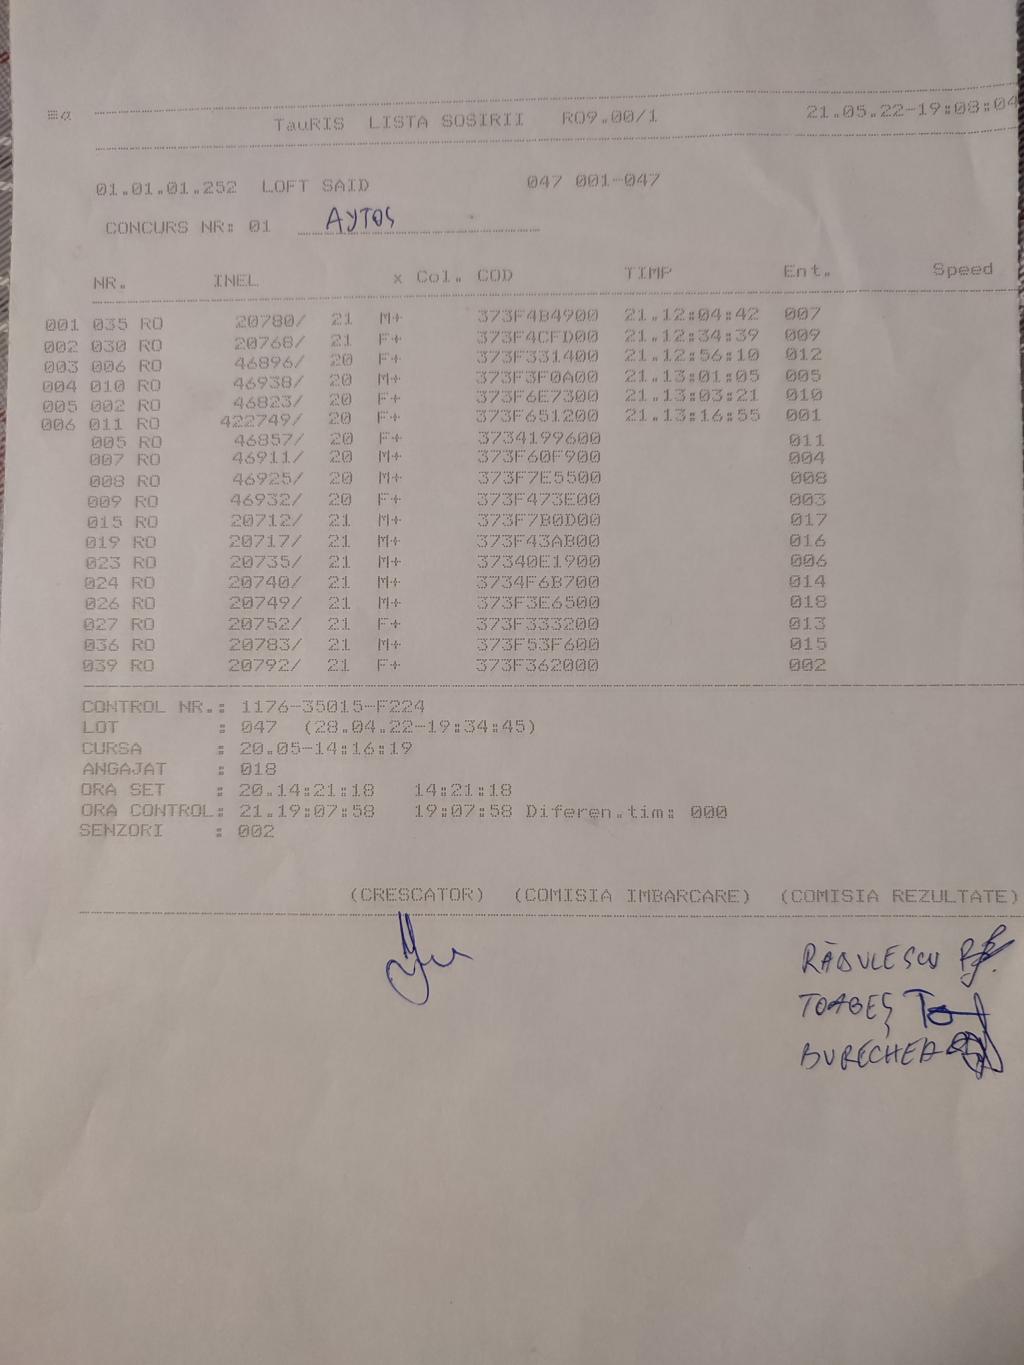 TauRIS LISTA SOSIRII RO9.00/1 21.05.22-19:08:04
01.01.01.252 LOFT SAID 047 001-047
CONCURS NR: 01 AYTOS
NR. INEL x Col. COD TIMP Ent. Speed
001 035 RO 20780/ 21 M+ 373F4B4900 21.12:04:42 007
002 030 RO 20768/ 21 F+ 373F4CFD00 21.12:34:39 009
003 006 RO 46896/ 20 F+ 373F331400 21.12:56:10 012
004 010 RO 46938/ 20 M+ 373F3F0A00 21.13:01:05 005
005 002 RO 46823/ 20 F+ 373F6E7300 21.13:03:21 010
006 011 RO 422749/ 20 F+ 373F651200 21.13:16:55 001
005 RO 46857/ 20 F+ 3734199600 011
007 RO 46911/ 20 M+ 373F60F900 004
008 RO 46925/ 20 M+ 373F7E5500 008
009 RO 46932/ 20 F+ 373F473E00 003
015 RO 20712/ 21 M+ 373F7B0D00 017
019 RO 20717/ 21 M+ 373F43AB00 016
023 RO 20735/ 21 M+ 37340E1900 006
024 RO 20740/ 21 M+ 3734F6B700 014
026 RO 20749/ 21 M+ 373F3E6500 018
027 RO 20752/ 21 F+ 373F333200 013
036 RO 20783/ 21 M+ 373F53F600 015
039 RO 20792/ 21 F+ 373F362000 002
CONTROL NR.: 1176-35015-F224
LOT : 047 (28.04.22-19:34:45)
CURSA : 20.05-14:16:19
ANGAJAT : 018
ORA SET : 20.14:21:18 14:21:18
ORA CONTROL: 21.19:07:58 19:07:58 Diferen.tim: 000
SENZORI : 002
(CRESCATOR) (COMISIA IMBARCARE) (COMISIA REZULTATE)
RĂDULESCU
TOADEȘ
BURECHEA